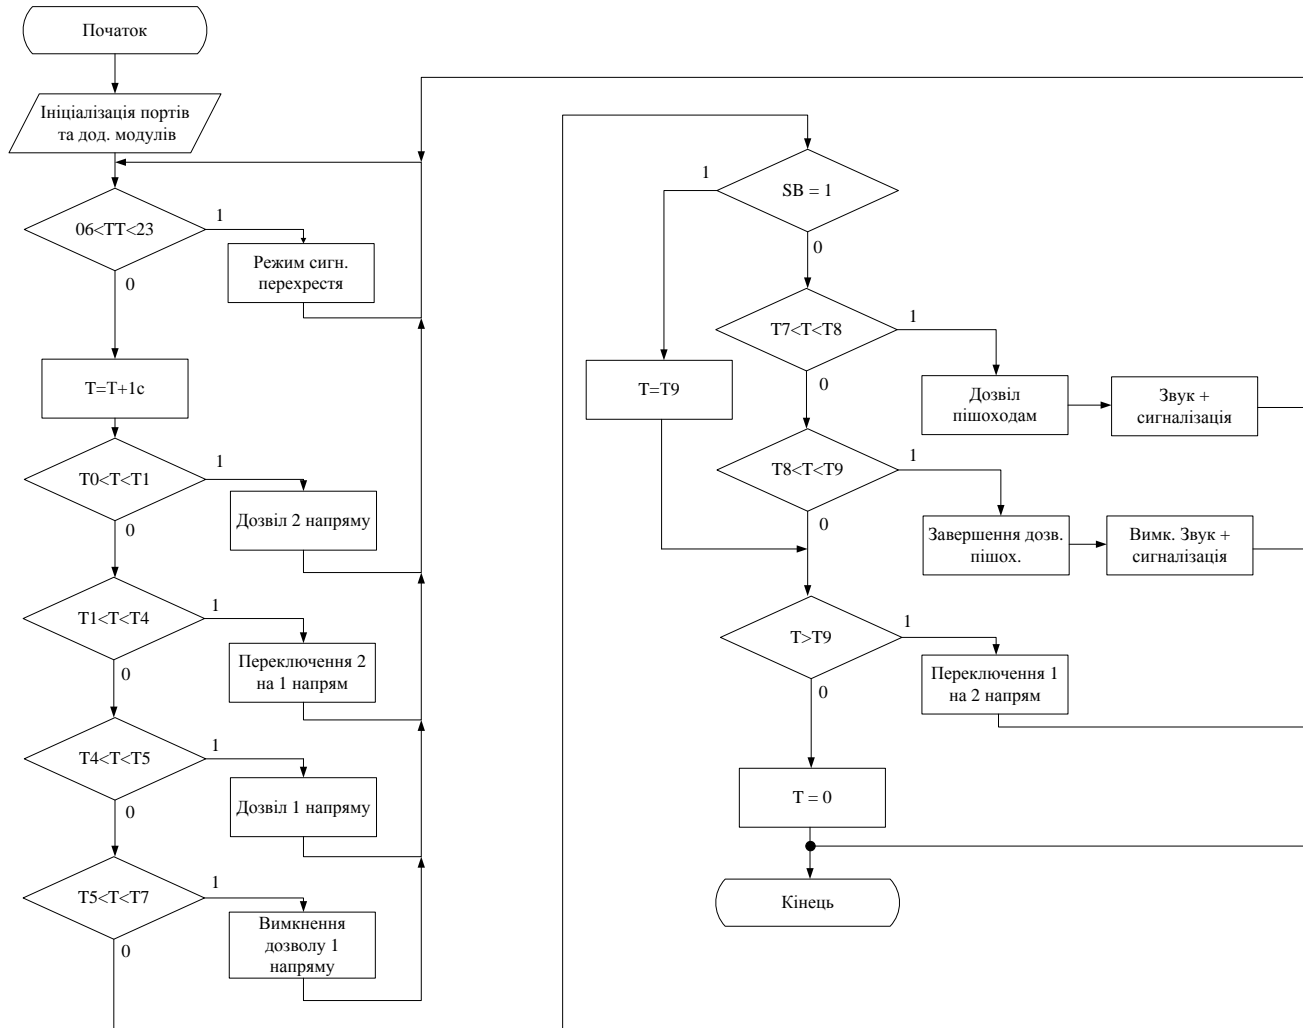 Початок
Ініціалізація портів
та дод. модулів
06<TT<23
1
0
Режим сигн.
перехрестя
T=T+1c
T0<T<T1
1
0
Дозвіл 2 напряму
T1<T<T4
1
0
Переключення 2
на 1 напрям
T4<T<T5
1
0
Дозвіл 1 напряму
T5<T<T7
1
0
Вимкнення
дозволу 1
напряму
SB = 1
1
0
T=T9
T7<T<T8
1
0
Дозвіл
пішоходам
Звук +
сигналізація
T8<T<T9
1
0
Завершення дозв.
пішох.
Вимк. Звук +
сигналізація
T>T9
1
0
Переключення 1
на 2 напрям
T = 0
Кінець